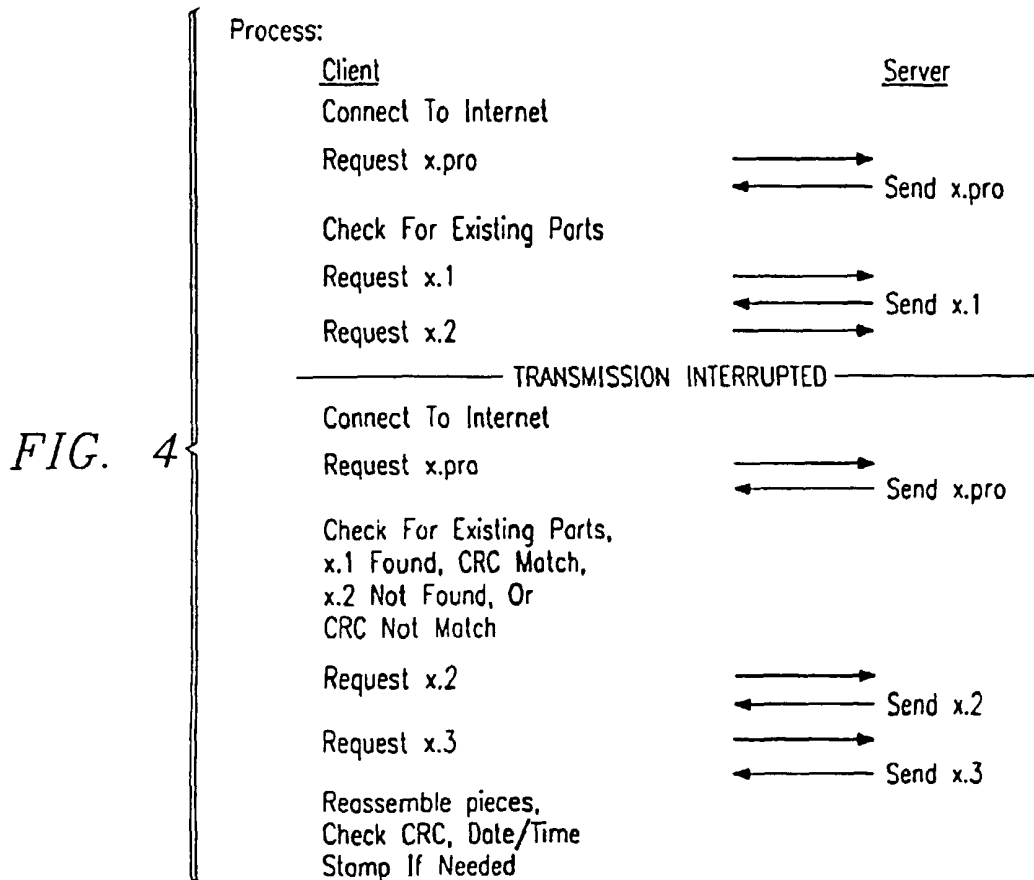 Process:
Client Server
Connect To Internet
Request x.pro
Send x.pro
Check For Existing Parts
Request x.1
Send x.1
Request x.2
TRANSMISSION INTERRUPTED
Connect To Internet
FIG. 4
Request x.pro
Send x.pro
Check For Existing Parts,
x.1 Found, CRC Match,
x.2 Not Found, Or
CRC Not Match
Request x.2
Send x.2
Request x.3
Send x.3
Reassemble pieces,
Check CRC, Date/Time
Stamp If Needed